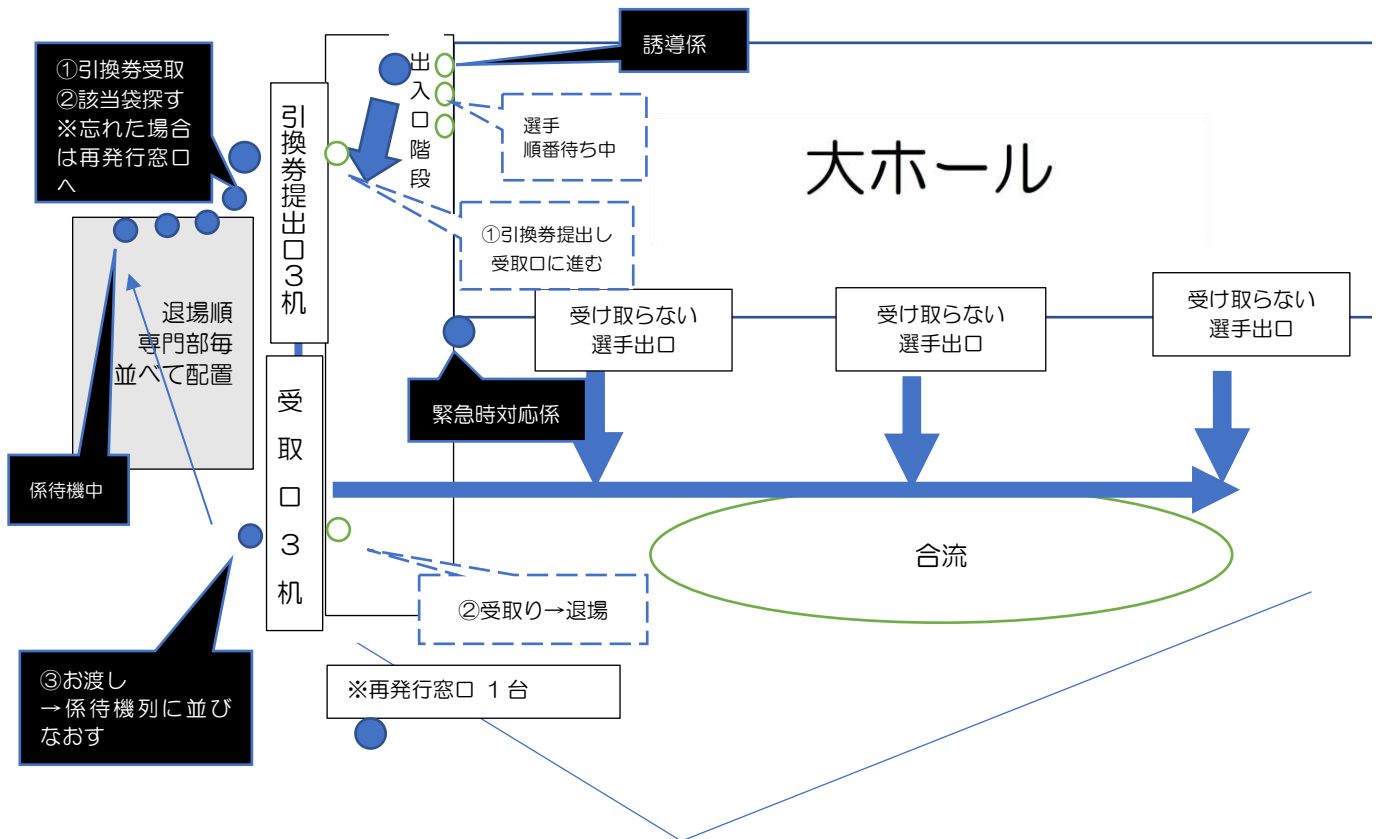 誘導係
①引換券受取
②該当袋探す
※忘れた場合
は再発行窓口
へ
出入口階段
引換券提出口３机
選手
順番待ち中
大ホール
①引換券提出し
受取口に進む
受け取らない
選手出口
受け取らない
選手出口
受け取らない
選手出口
退場順
専門部毎
並べて配置
受取口３机
緊急時対応係
係待機中
合流
②受取り→退場
③お渡し
→係待機列に並び
なおす
※再発行窓口 １台